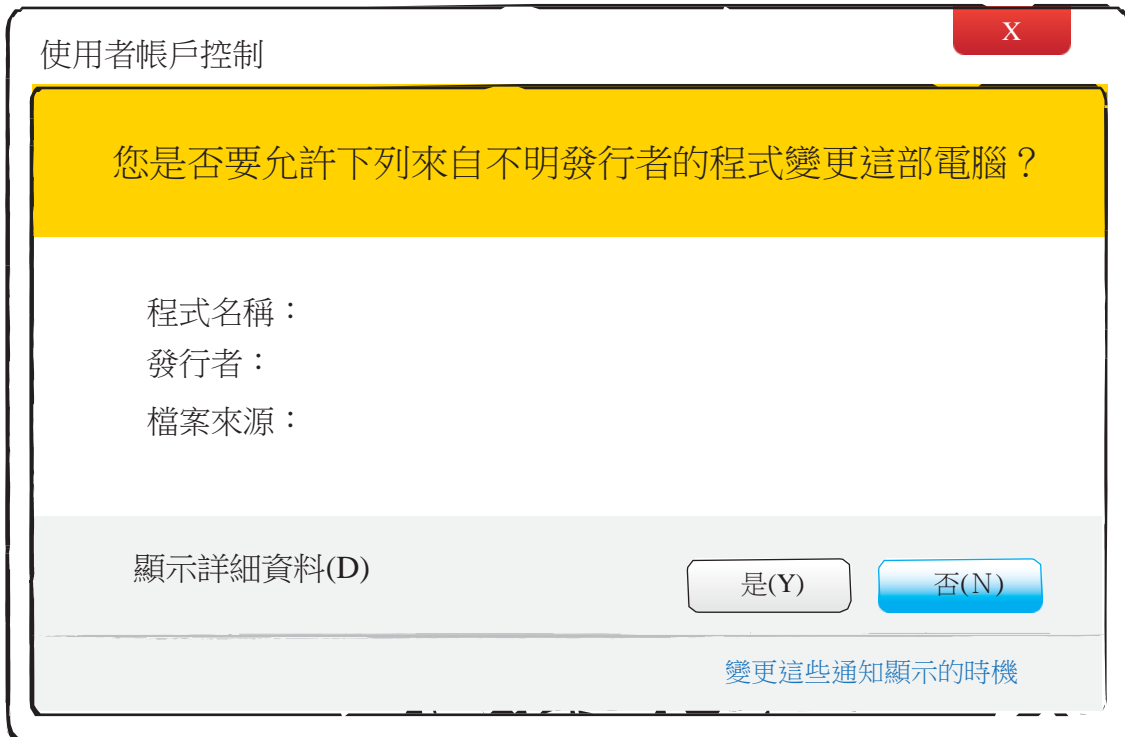 使用者帳戶控制
X
您是否要允許下列來自不明發行者的程式變更這部電腦？
程式名稱：
發行者：
檔案來源：
顯示詳細資料(D)
是(Y)
否(N)
變更這些通知顯示的時機